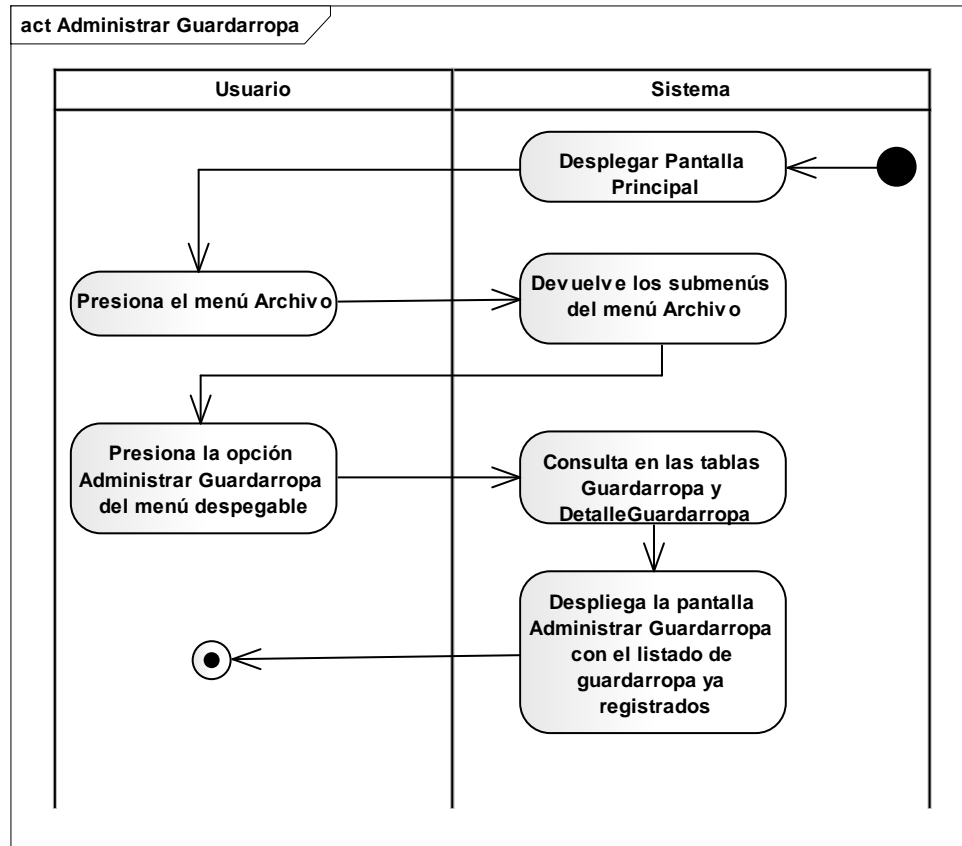 act Administrar Guardarropa
Usuario
Sistema
Desplegar Pantalla
Principal
Presiona el menú Archivo
Devuelve los submenús
del menú Archivo
Presiona la opción
Administrar Guardarropa
del menú despegable
Consulta en las tablas
Guardarropa y
DetalleGuardarropa
Despliega la pantalla
Administrar Guardarropa
con el listado de
guardarropa ya
registrados